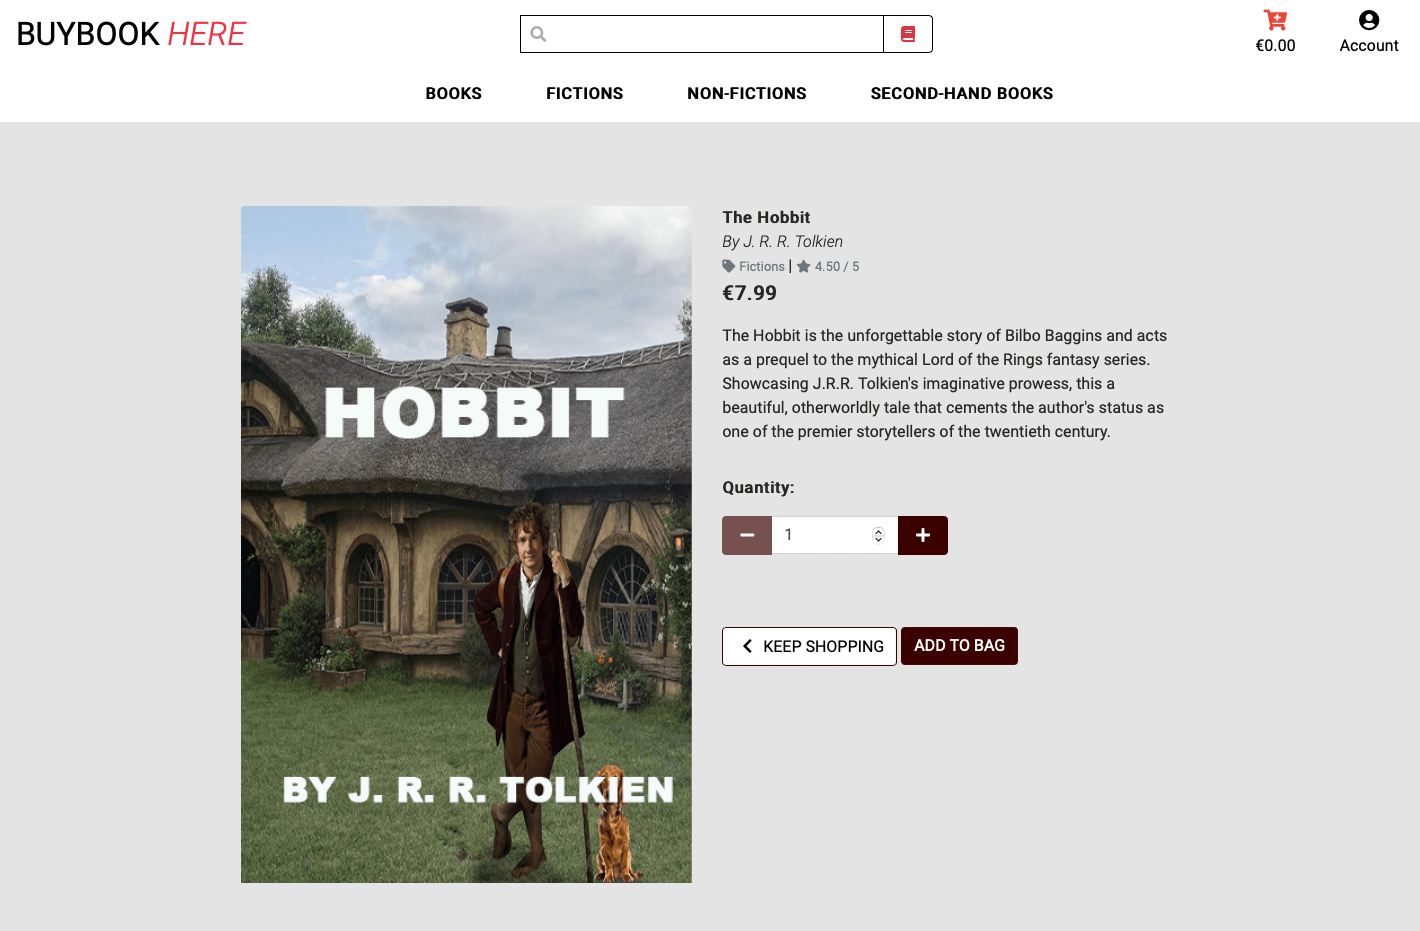 BUYBOOK HERE
€0.00
Account
BOOKS
FICTIONS
NON-FICTIONS
SECOND-HAND BOOKS
HOBBIT
BY J. R. R. TOLKIEN
The Hobbit
By J. R. R. Tolkien
Fictions | 4.50 / 5
€7.99
The Hobbit is the unforgettable story of Bilbo Baggins and acts
as a prequel to the mythical Lord of the Rings fantasy series.
Showcasing J.R.R. Tolkien's imaginative prowess, this a
beautiful, otherworldly tale that cements the author's status as
one of the premier storytellers of the twentieth century.
Quantity:
1
KEEP SHOPPING
ADD TO BAG